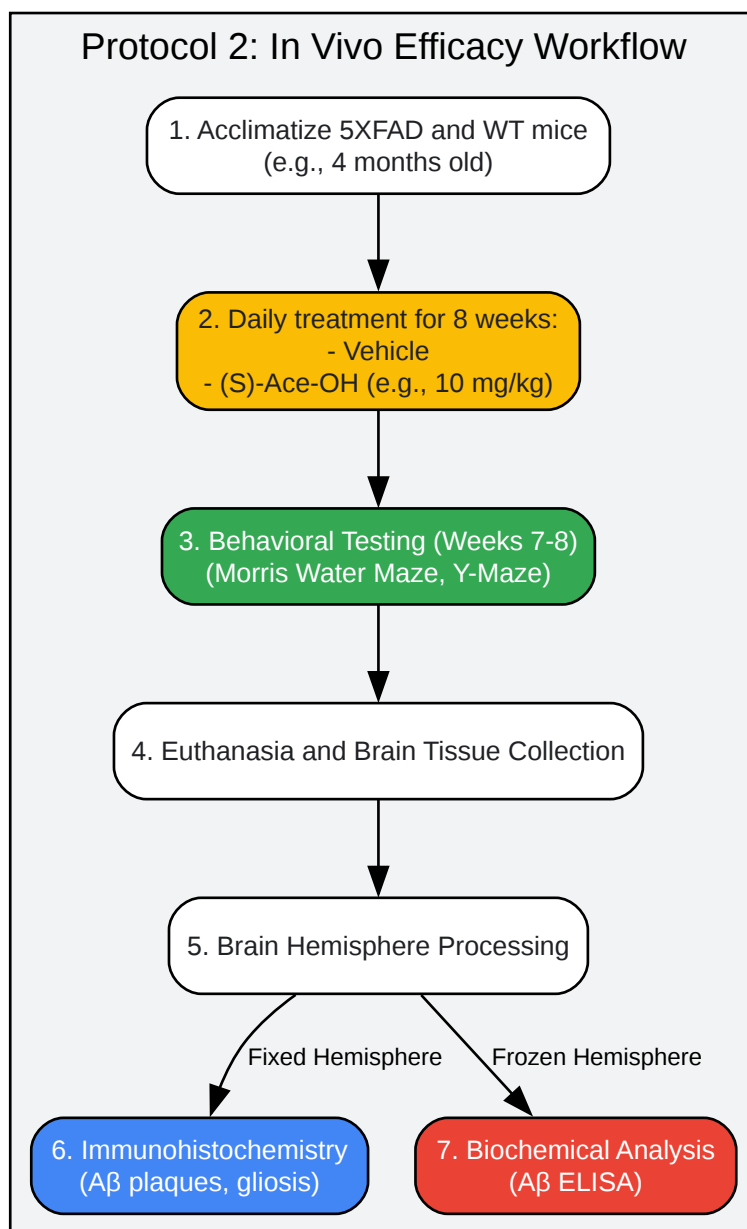 Protocol 2: In Vivo Efficacy Workflow
1. Acclimatize 5XFAD and WT mice
(e.g., 4 months old)
2. Daily treatment for 8 weeks:
- Vehicle
- (S)-Ace-OH (e.g., 10 mg/kg)
3. Behavioral Testing (Weeks 7-8)
(Morris Water Maze, Y-Maze)
4. Euthanasia and Brain Tissue Collection
5. Brain Hemisphere Processing
Fixed Hemisphere
Frozen Hemisphere
6. Immunohistochemistry
(Aβ plaques, gliosis)
7. Biochemical Analysis
(Aβ ELISA)